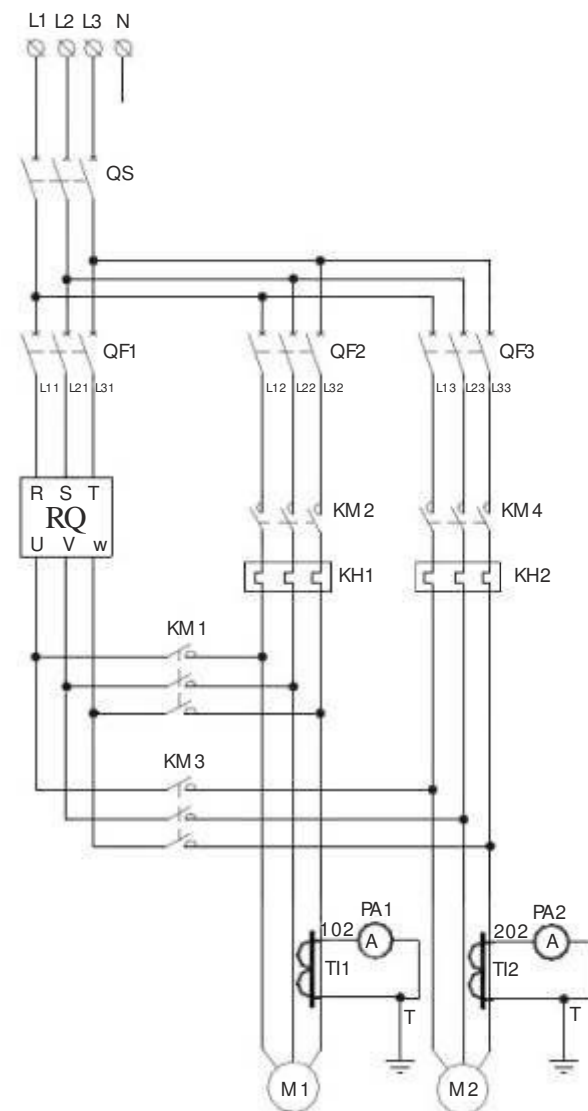 L1 L2 L3 N
QS
QF1 QF2 QF3
L11 L21 L31 L12 L22 L32 L13 L23 L33
R S T
RQ
U V w
KM2 KM4
KH1 KH2
KM1
KM3
PA1 PA2
102 A 202 A
TI1 TI2
T T
M1 M2